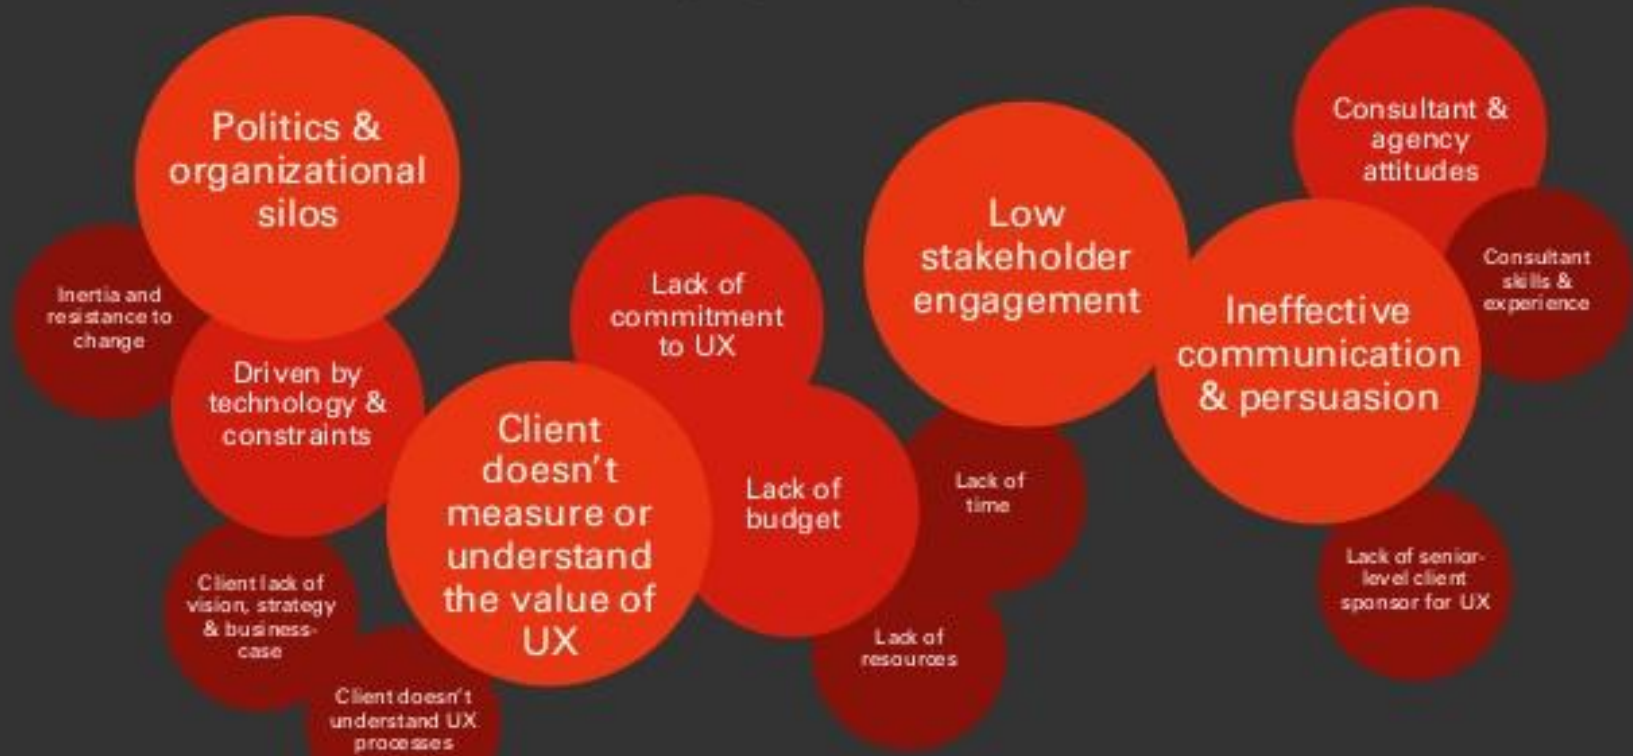 Politics &
organizational
silos
Inertia and
resistance to
change
Driven by
technology &
constraints
Client lack of
vision, strategy
& business-
case
Client doesn't
understand UX
processes
Client
doesn't
measure or
understand
the value of
UX
Lack of
commitment
to UX
Lack of
budget
Lack of
time
Lack of
resources
Low
stakeholder
engagement
Ineffective
communication
& persuasion
Consultant &
agency
attitudes
Consultant
skills &
experience
Lack of senior-
level client
sponsor for UX